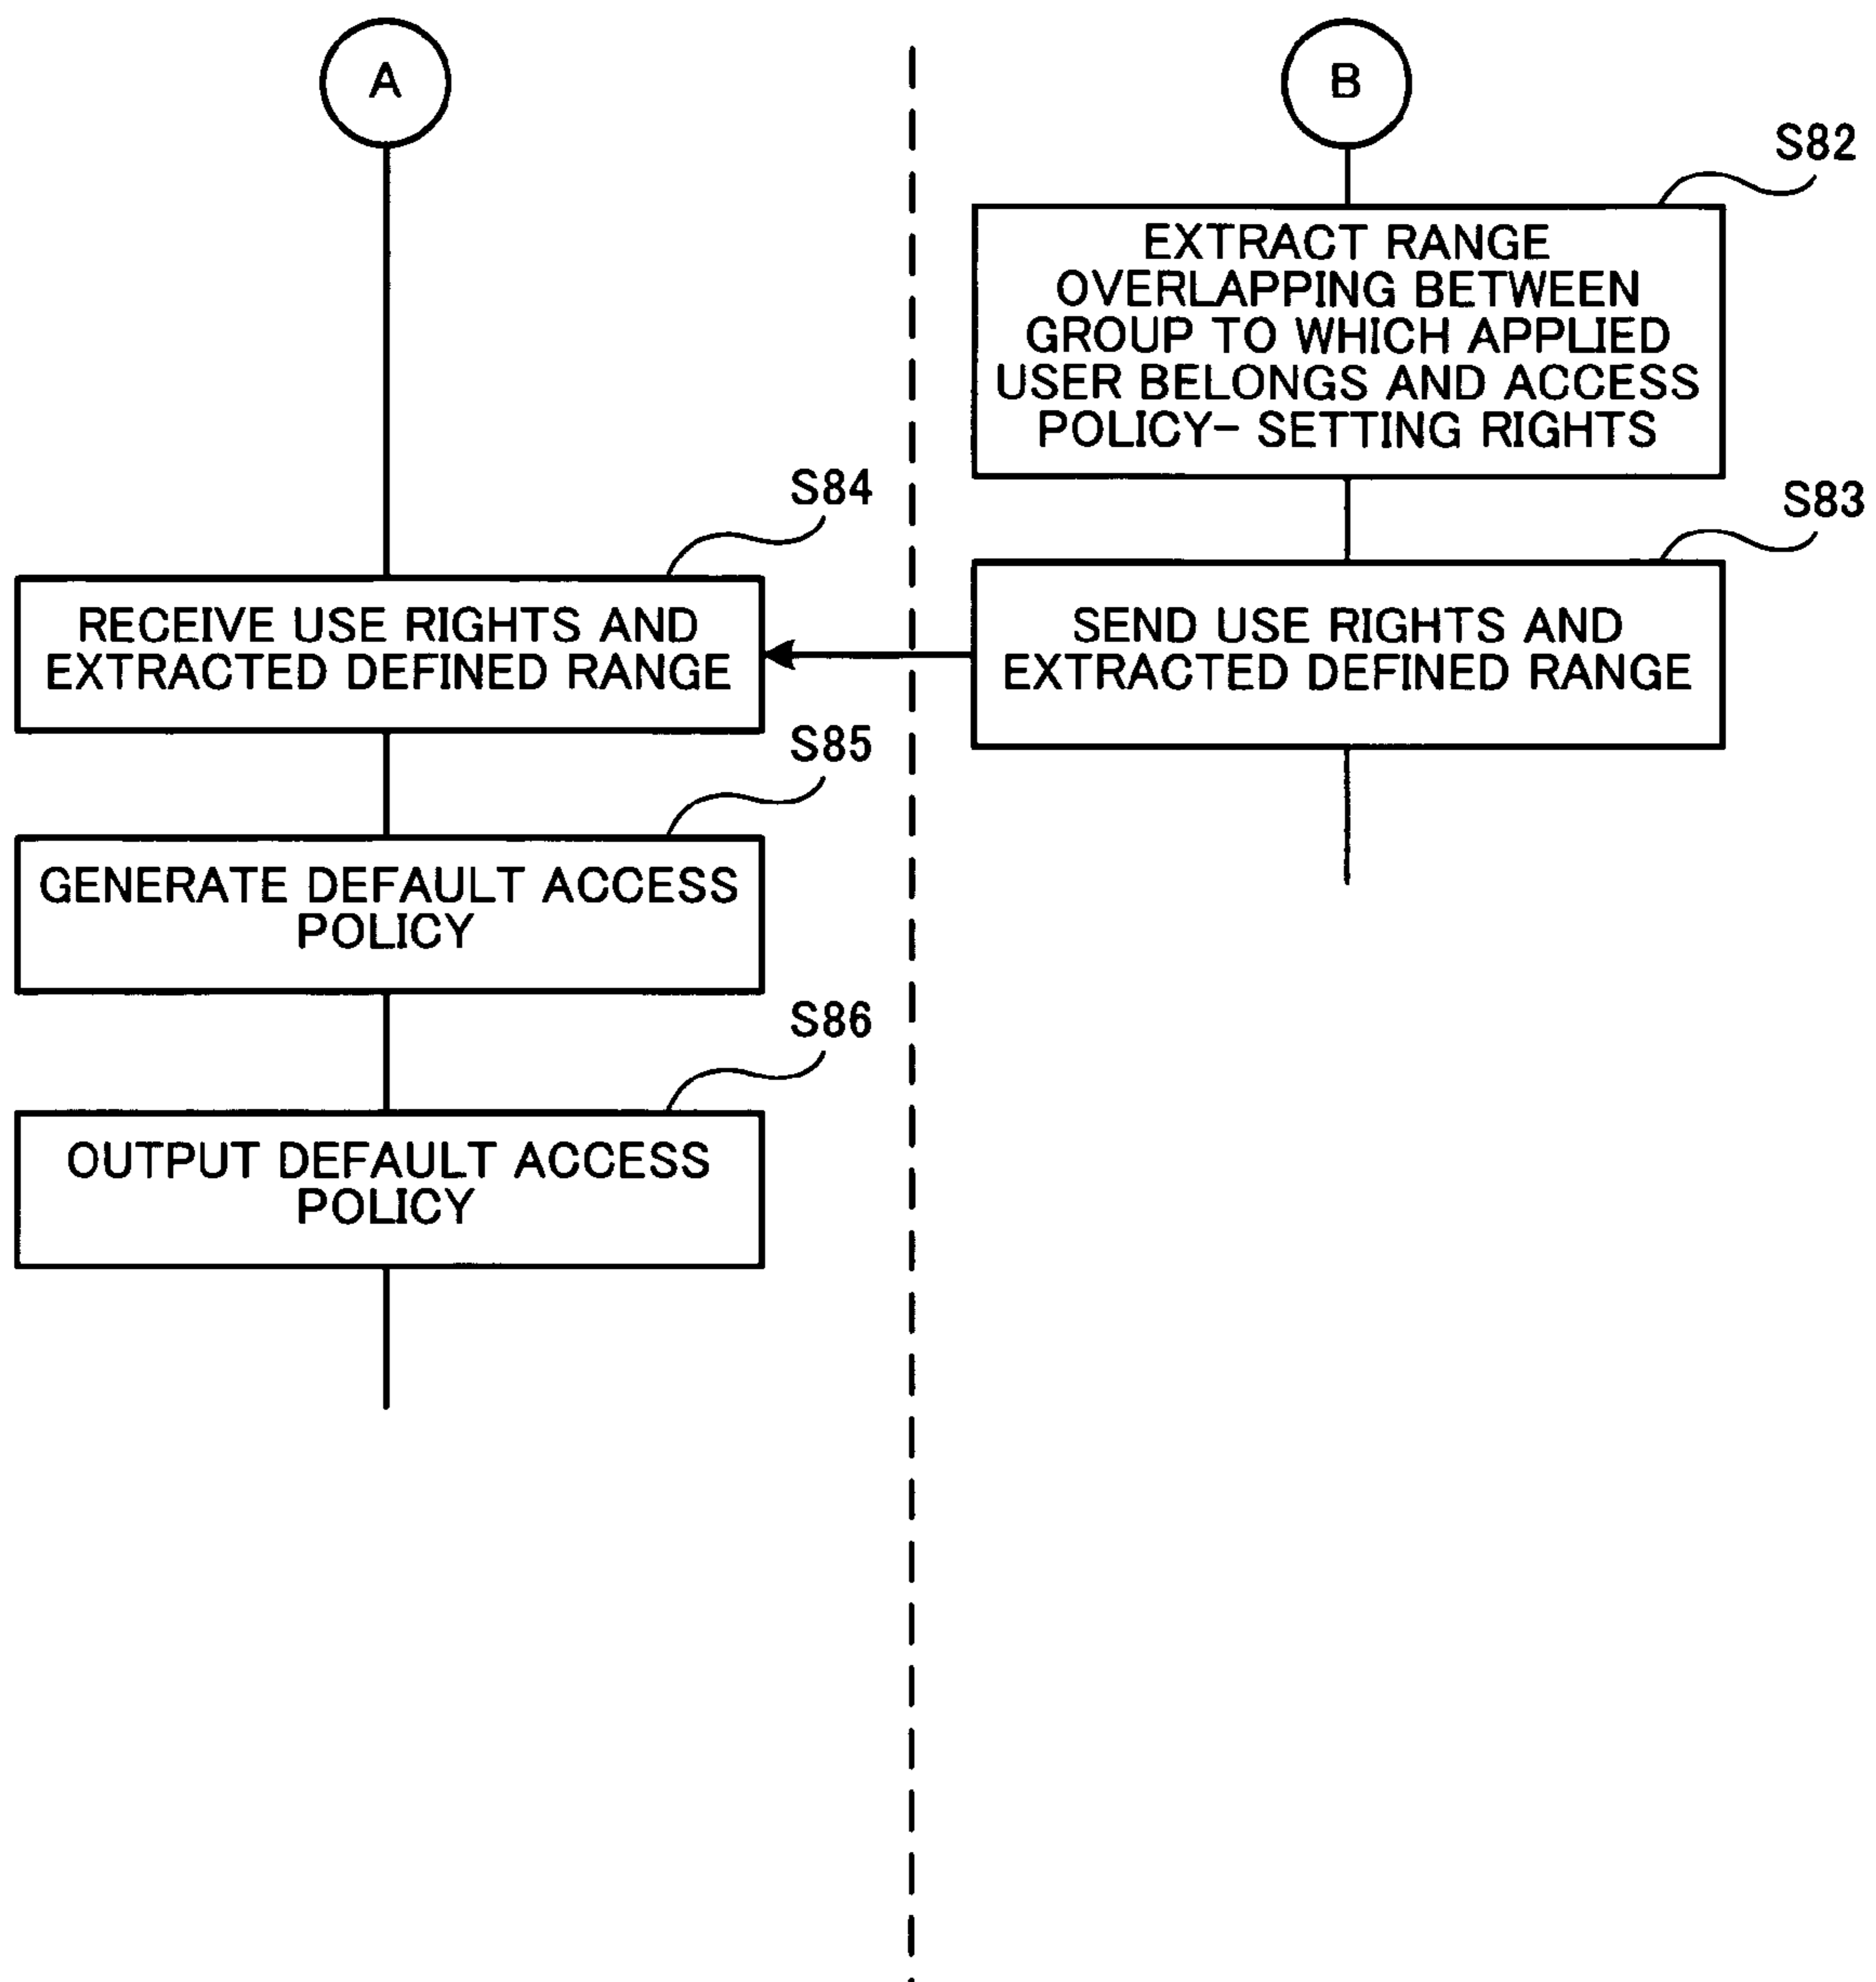 A
B
S82
EXTRACT RANGE
OVERLAPPING BETWEEN
GROUP TO WHICH APPLIED
USER BELONGS AND ACCESS
POLICY- SETTING RIGHTS
S84
S83
RECEIVE USE RIGHTS AND
EXTRACTED DEFINED RANGE
SEND USE RIGHTS AND
EXTRACTED DEFINED RANGE
S85
GENERATE DEFAULT ACCESS
POLICY
S86
OUTPUT DEFAULT ACCESS
POLICY